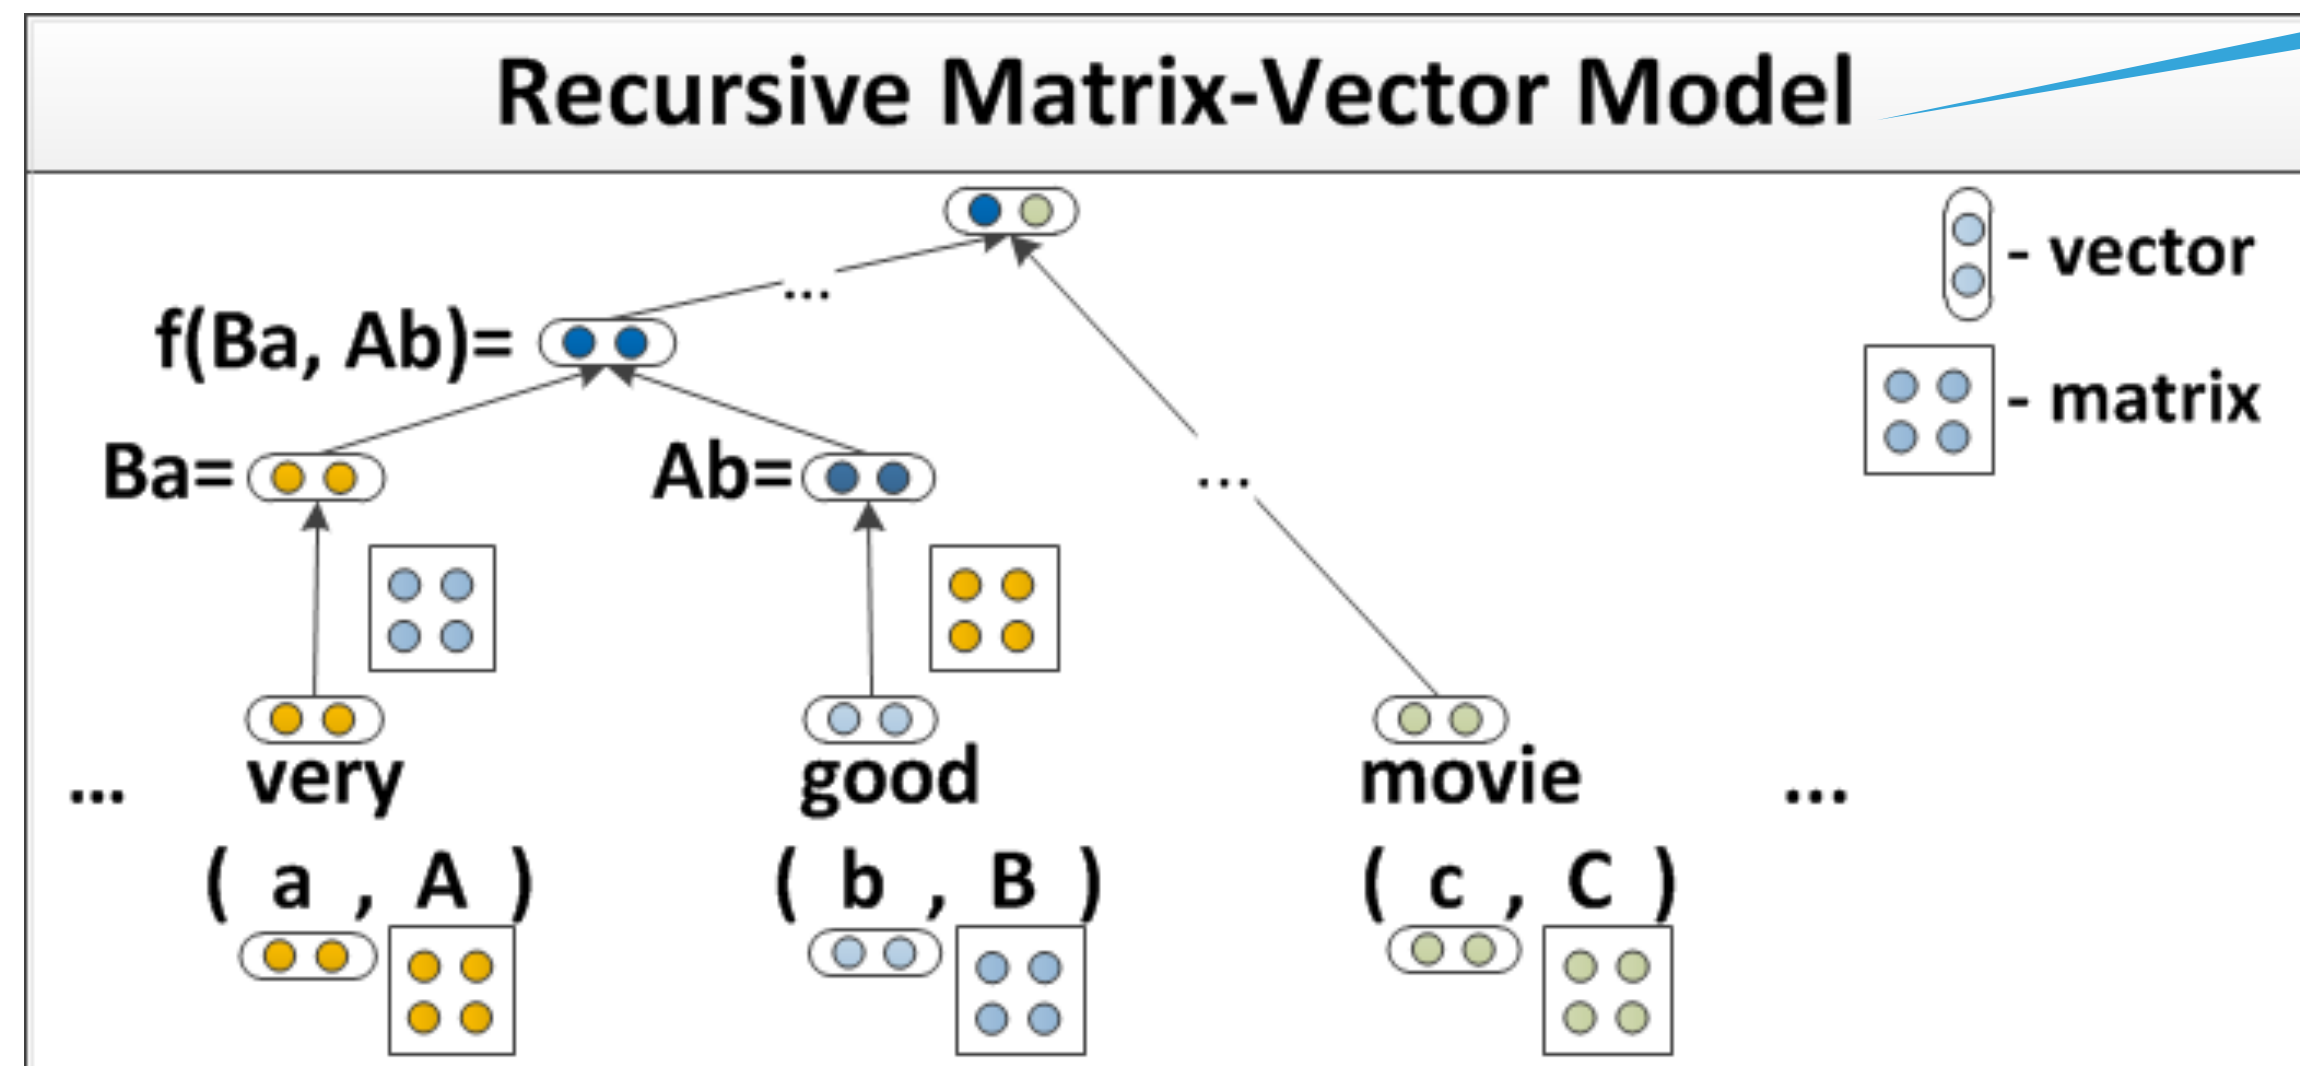 Recursive Matrix-Vector Model
- vector
...
f(Ba, Ab)=
- matrix
Ba=
Ab=
...
... very good movie ...
( a , A ) ( b , B ) ( c , C )